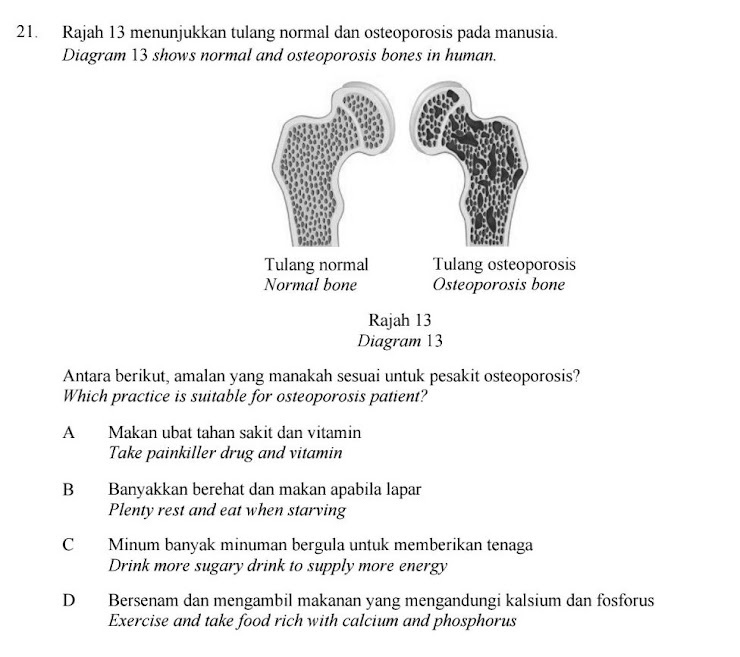 21. Rajah 13 menunjukkan tulang normal dan osteoporosis pada manusia.
Diagram 13 shows normal and osteoporosis bones in human.
Tulang normal
Normal bone
Tulang osteoporosis
Osteoporosis bone
Rajah 13
Diagram 13
Antara berikut, amalan yang manakah sesuai untuk pesakit osteoporosis?
Which practice is suitable for osteoporosis patient?
A Makan ubat tahan sakit dan vitamin
Take painkiller drug and vitamin
B Banyakkan berehat dan makan apabila lapar
Plenty rest and eat when starving
C Minum banyak minuman bergula untuk memberikan tenaga
Drink more sugary drink to supply more energy
D Bersenam dan mengambil makanan yang mengandungi kalsium dan fosforus
Exercise and take food rich with calcium and phosphorus